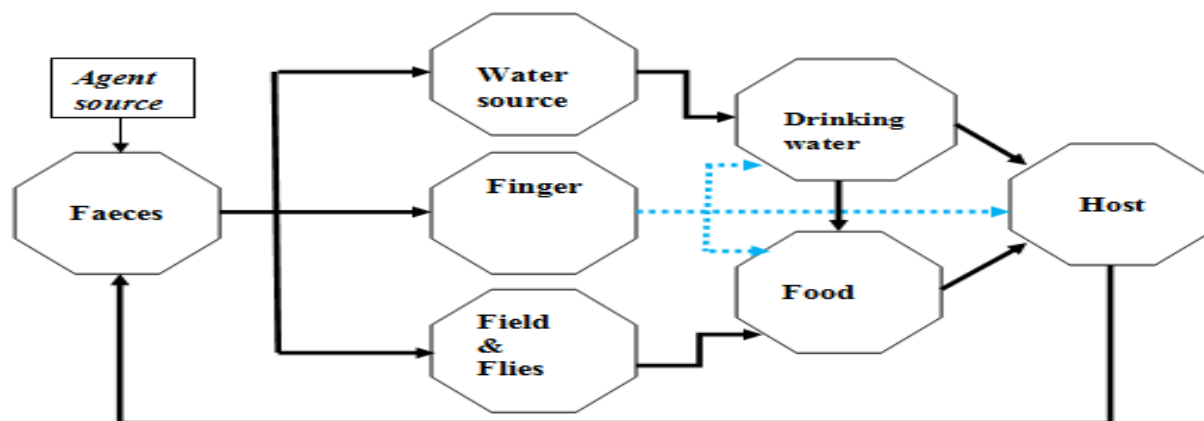 Agent
source
Faeces
Water
source
Finger
Field
&
Flies
Drinking
water
Food
Host